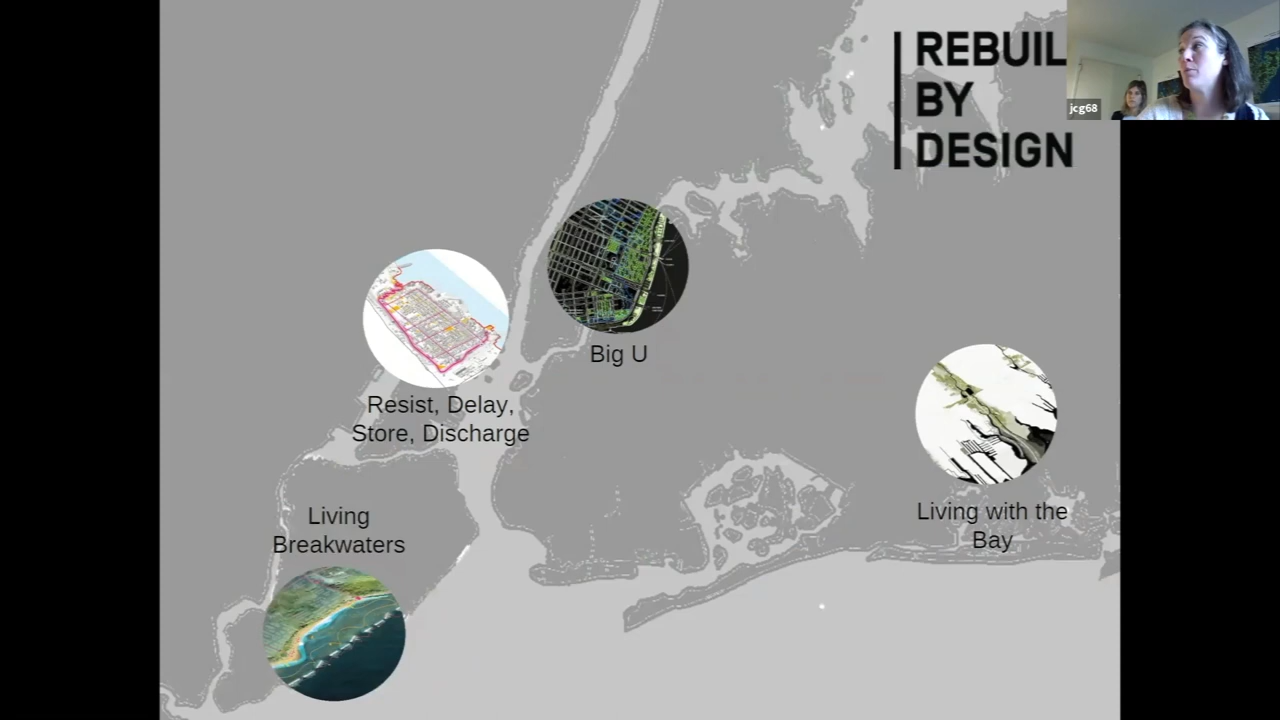 REBUIL
BY
DESIGN
jcg68
Big U
Resist, Delay,
Store, Discharge
Living with the
Bay
Living
Breakwaters